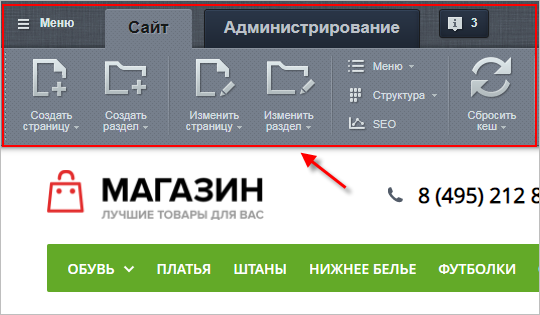 Меню
Сайт
Администрирование
3
Создать
страницу
Создать
раздел
Изменить
страницу
Изменить
раздел
Меню
Структура
SEO
Сбросить
кеш
МАГАЗИН
ЛУЧШИЕ ТОВАРЫ ДЛЯ ВАС
8 (495) 212 8
ОБУВЬ ПЛАТЬЯ ШТАНЫ НИЖНЕЕ БЕЛЬЕ ФУТБОЛКИ